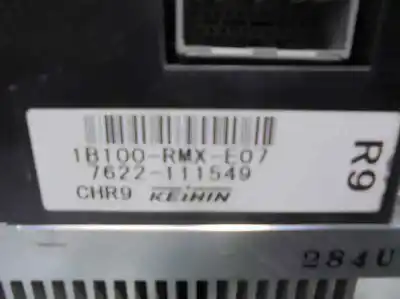 1B100-RMX-E07
7622-111549
CHR9 KEIHIN
R9
284U